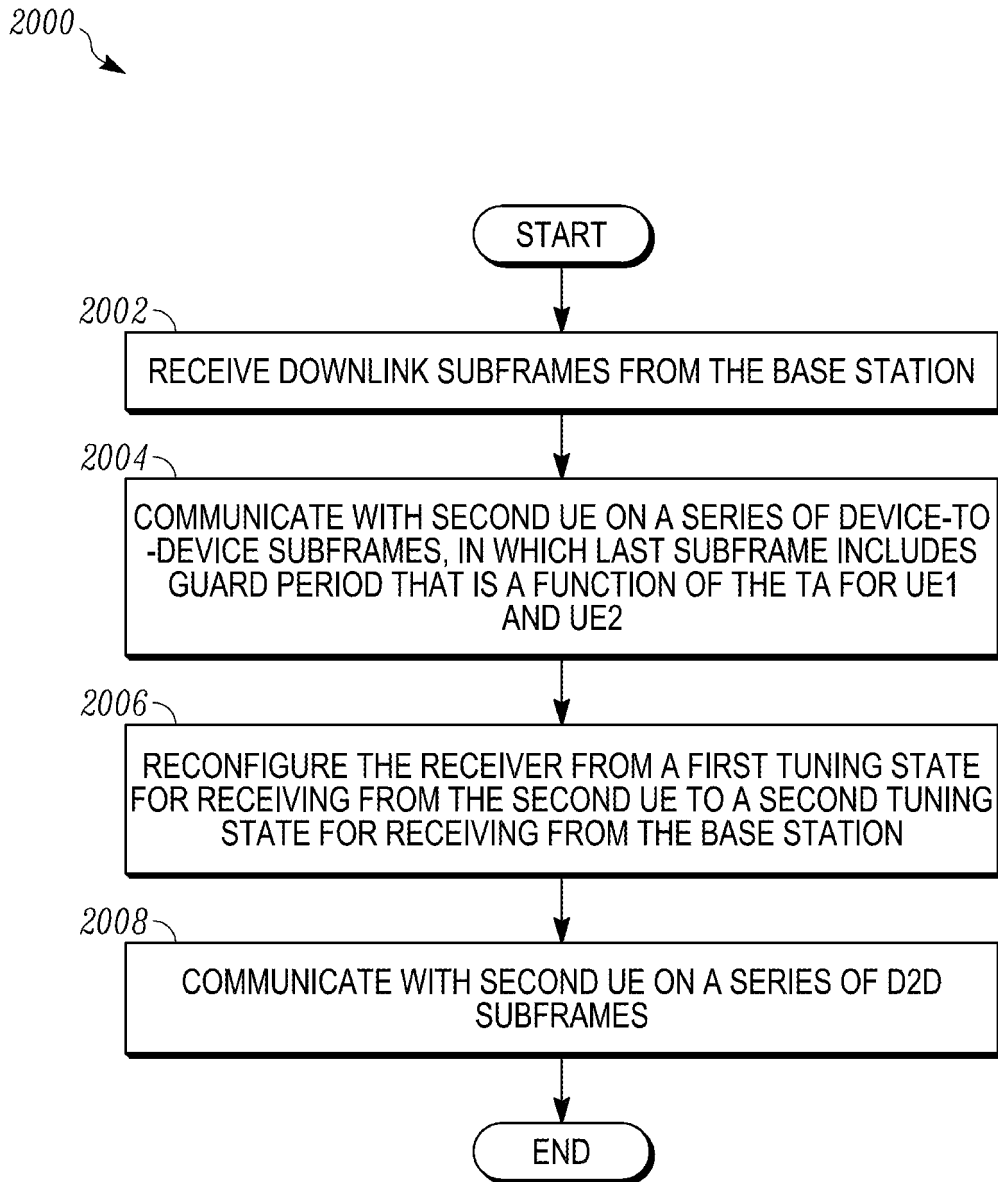 2000
START
2002
RECEIVE DOWNLINK SUBFRAMES FROM THE BASE STATION
2004
COMMUNICATE WITH SECOND UE ON A SERIES OF DEVICE-TO
-DEVICE SUBFRAMES, IN WHICH LAST SUBFRAME INCLUDES
GUARD PERIOD THAT IS A FUNCTION OF THE TA FOR UE1
AND UE2
2006
RECONFIGURE THE RECEIVER FROM A FIRST TUNING STATE
FOR RECEIVING FROM THE SECOND UE TO A SECOND TUNING
STATE FOR RECEIVING FROM THE BASE STATION
2008
COMMUNICATE WITH SECOND UE ON A SERIES OF D2D
SUBFRAMES
END